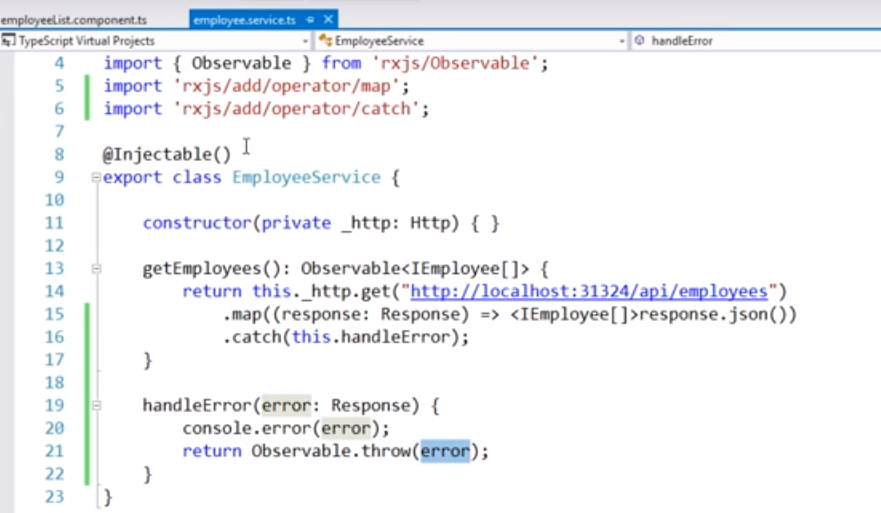 employeeList.component.ts employee.service.ts
TypeScript Virtual Projects EmployeeService handleError
4 import { Observable } from 'rxjs/Observable';
5 import 'rxjs/add/operator/map';
6 import 'rxjs/add/operator/catch';
7
8 @Injectable()
9 export class EmployeeService {
10
11 constructor(private _http: Http) { }
12
13 getEmployees(): Observable<IEmployee[]> {
14 return this._http.get("http://localhost:31324/api/employees")
15 .map((response: Response) => <IEmployee[]>response.json())
16 .catch(this.handleError);
17 }
18
19 handleError(error: Response) {
20 console.error(error);
21 return Observable.throw(error);
22 }
23 }